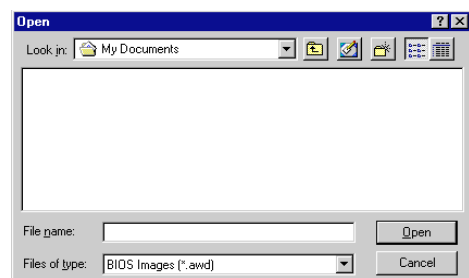 Open
Look in: My Documents
File name:
Open
Files of type: BIOS Images (*.awd)
Cancel